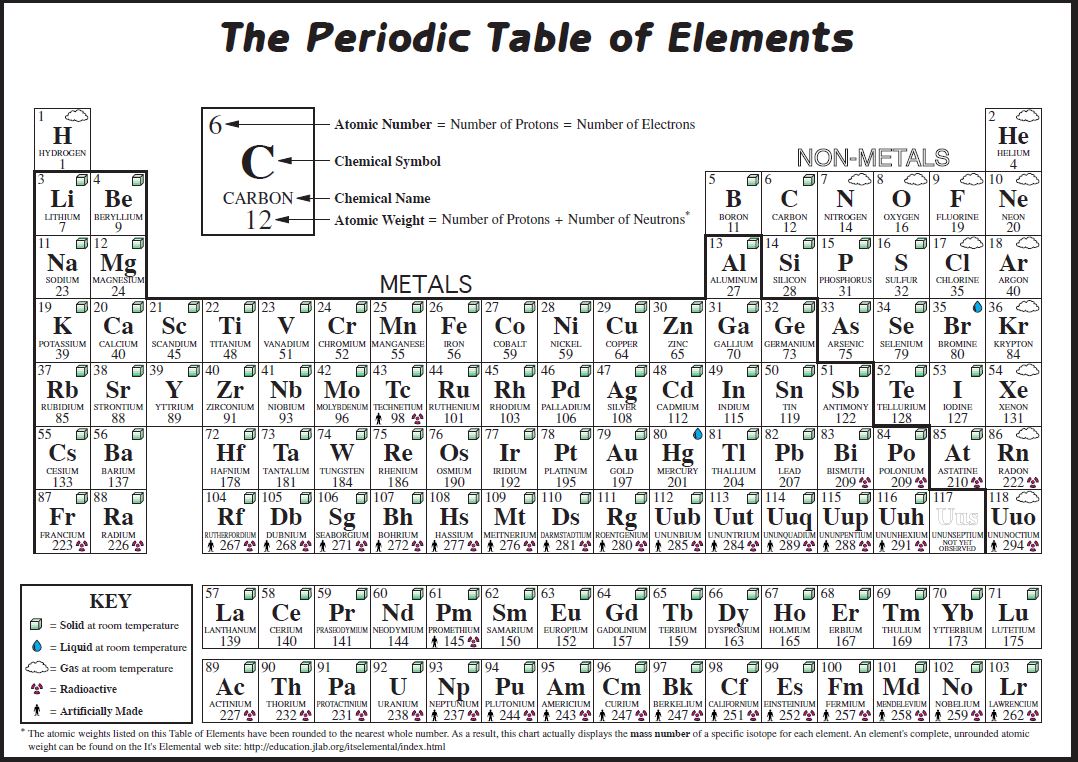 The Periodic Table of Elements
1 2
H He
HYDROGEN HELIUM
1 4
6 Atomic Number = Number of Protons = Number of Electrons
C Chemical Symbol
CARBON Chemical Name
12 Atomic Weight = Number of Protons + Number of Neutrons*
NON-METALS
3 4 5 6 7 8 9 10
Li Be B C N O F Ne
LITHIUM BERYLLIUM BORON CARBON NITROGEN OXYGEN FLUORINE NEON
7 9 11 12 14 16 19 20
11 12 13 14 15 16 17 18
Na Mg Al Si P S Cl Ar
SODIUM MAGNESIUM ALUMINUM SILICON PHOSPHORUS SULFUR CHLORINE ARGON
23 24 27 28 31 32 35 40
METALS
19 20 21 22 23 24 25 26 27 28 29 30 31 32 33 34 35 36
K Ca Sc Ti V Cr Mn Fe Co Ni Cu Zn Ga Ge As Se Br Kr
POTASSIUM CALCIUM SCANDIUM TITANIUM VANADIUM CHROMIUM MANGANESE IRON COBALT NICKEL COPPER ZINC GALLIUM GERMANIUM ARSENIC SELENIUM BROMINE KRYPTON
39 40 45 48 51 52 55 56 59 59 64 65 70 73 75 79 80 84
37 38 39 40 41 42 43 44 45 46 47 48 49 50 51 52 53 54
Rb Sr Y Zr Nb Mo Tc Ru Rh Pd Ag Cd In Sn Sb Te I Xe
RUBIDIUM STRONTIUM YTTRIUM ZIRCONIUM NIOBIUM MOLYBDENUM TECHNETIUM RUTHENIUM RHODIUM PALLADIUM SILVER CADMIUM INDIUM TIN ANTIMONY TELLURIUM IODINE XENON
85 88 89 91 93 96 98 101 103 106 108 112 115 119 122 128 127 131
55 56 72 73 74 75 76 77 78 79 80 81 82 83 84 85 86
Cs Ba Hf Ta W Re Os Ir Pt Au Hg Tl Pb Bi Po At Rn
CESIUM BARIUM HAFNIUM TANTALUM TUNGSTEN RHENIUM OSMIUM IRIDIUM PLATINUM GOLD MERCURY THALLIUM LEAD BISMUTH POLONIUM ASTATINE RADON
133 137 178 181 184 186 190 192 195 197 201 204 207 209 209 210 222
87 88 104 105 106 107 108 109 110 111 112 113 114 115 116 117 118
Fr Ra Rf Db Sg Bh Hs Mt Ds Rg Uub Uut Uuq Uup Uuh Uus Uuo
FRANCIUM RADIUM RUTHERFORDIUM DUBNIUM SEABORGIUM BOHRIUM HASSIUM MEITNERIUM DARMSTADTIUM ROENTGENIUM UNUNBIUM UNUNTRIUM UNUNQUADIUM UNUNPENTIUM UNUNHEXIUM UNUNSEPTIUM UNUNOCTIUM
223 226 267 268 271 272 277 276 281 280 285 284 289 288 291 NOT YET OBSERVED 294
KEY
= Solid at room temperature
= Liquid at room temperature
= Gas at room temperature
= Radioactive
= Artificially Made
57 58 59 60 61 62 63 64 65 66 67 68 69 70 71
La Ce Pr Nd Pm Sm Eu Gd Tb Dy Ho Er Tm Yb Lu
LANTHANUM CERIUM PRASEODYMIUM NEODYMIUM PROMETHIUM SAMARIUM EUROPIUM GADOLINIUM TERBIUM DYSPROSIUM HOLMIUM ERBIUM THULIUM YTTERBIUM LUTETIUM
139 140 141 144 145 150 152 157 159 163 165 167 169 173 175
89 90 91 92 93 94 95 96 97 98 99 100 101 102 103
Ac Th Pa U Np Pu Am Cm Bk Cf Es Fm Md No Lr
ACTINIUM THORIUM PROTACTINIUM URANIUM NEPTUNIUM PLUTONIUM AMERICIUM CURIUM BERKELIUM CALIFORNIUM EINSTEINIUM FERMIUM MENDELEVIUM NOBELIUM LAWRENCIUM
227 232 231 238 237 244 243 247 247 251 252 257 258 259 262
* The atomic weights listed on this Table of Elements have been rounded to the nearest whole number. As a result, this chart actually displays the mass number of a specific isotope for each element. An element's complete, unrounded atomic
weight can be found on the It's Elemental web site: http://education.jlab.org/itselemental/index.html